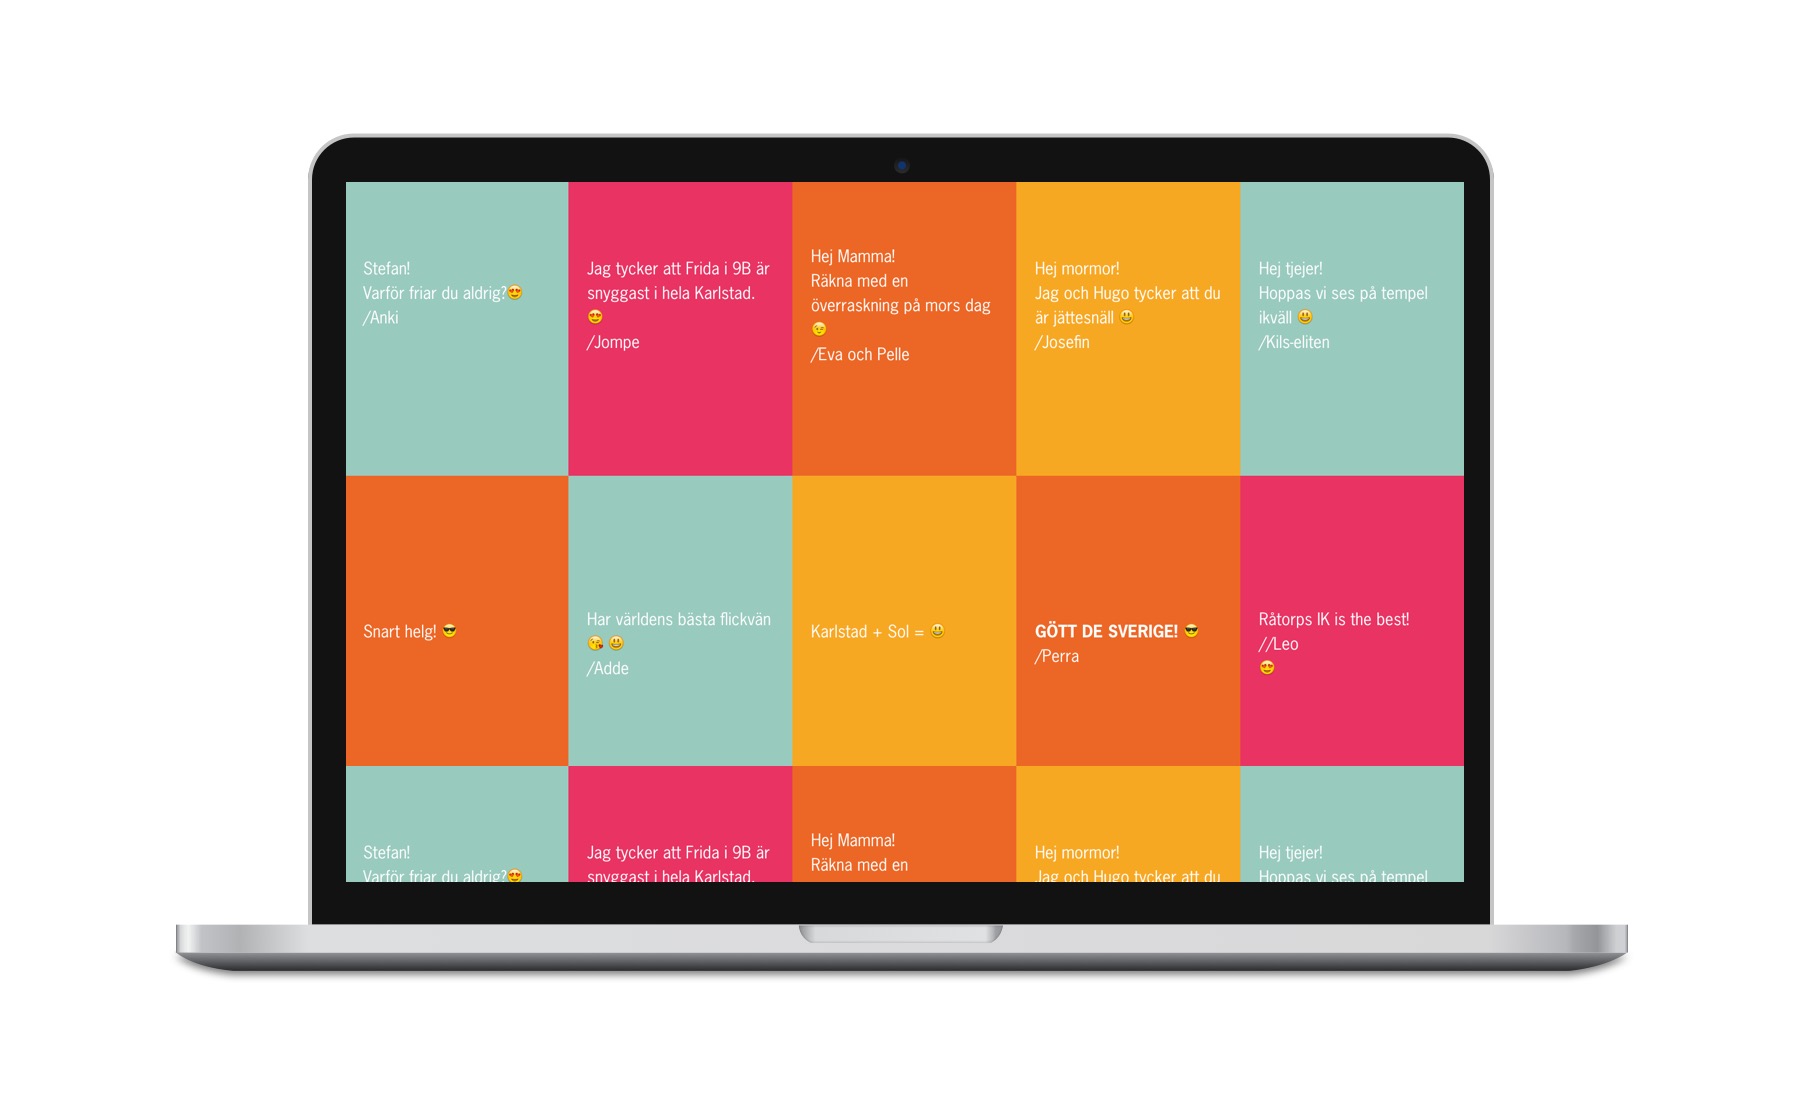 Stefan!
Varför friar du aldrig?😍
/Anki
Jag tycker att Frida i 9B är
snyggast i hela Karlstad.
😍
/Jompe
Hej Mamma!
Räkna med en
överraskning på mors dag
😉
/Eva och Pelle
Hej mormor!
Jag och Hugo tycker att du
är jättesnäll 😃
/Josefin
Hej tjejer!
Hoppas vi ses på tempel
ikväll 😃
/Kils-eliten
Snart helg! 😎
Har världens bästa flickvän
😘 😃
/Adde
Karlstad + Sol = 😃
GÖTT DE SVERIGE! 😎
/Perra
Råtorps IK is the best!
//Leo
😍
Stefan!
Varför friar du aldrig?😍
Jag tycker att Frida i 9B är
snyggast i hela Karlstad.
Hej Mamma!
Räkna med en
Hej mormor!
Jag och Hugo tycker att du
Hej tjejer!
Hoppas vi ses på tempel